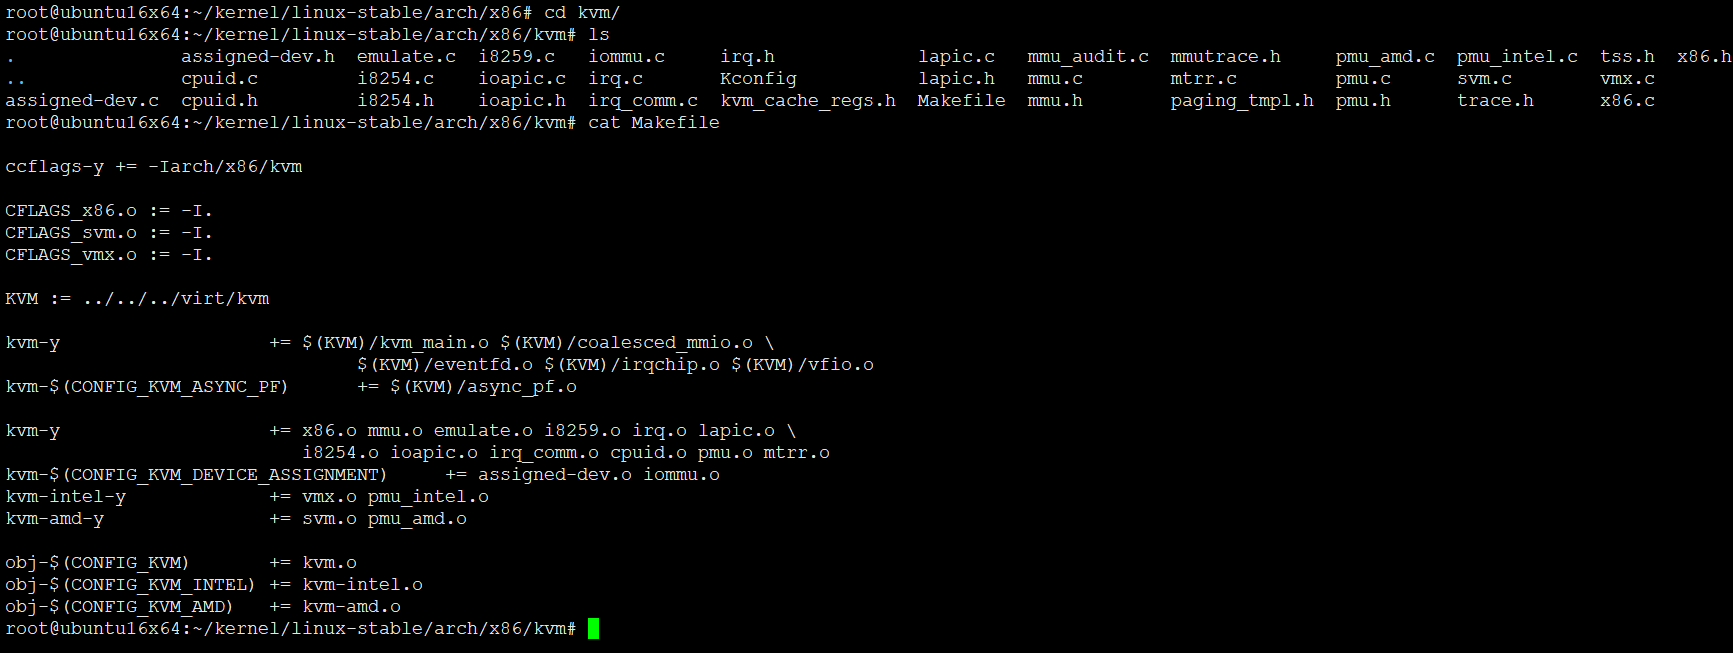 root@ubuntu16x64:~/kernel/linux-stable/arch/x86# cd kvm/
root@ubuntu16x64:~/kernel/linux-stable/arch/x86/kvm# ls
.               assigned-dev.h  emulate.c  i8259.c   iommu.c     irq.h             lapic.c   mmu_audit.c  mmutrace.h     pmu_amd.c  pmu_intel.c  tss.h  x86.h
..              cpuid.c         i8254.c    ioapic.c  irq.c       Kconfig           lapic.h   mmu.c        mtrr.c         pmu.c      svm.c        vmx.c
assigned-dev.c  cpuid.h         i8254.h    ioapic.h  irq_comm.c  kvm_cache_regs.h  Makefile  mmu.h        paging_tmpl.h  pmu.h      trace.h      x86.c
root@ubuntu16x64:~/kernel/linux-stable/arch/x86/kvm# cat Makefile
ccflags-y += -Iarch/x86/kvm
CFLAGS_x86.o := -I.
CFLAGS_svm.o := -I.
CFLAGS_vmx.o := -I.
KVM := ../../../virt/kvm
kvm-y                   += $(KVM)/kvm_main.o $(KVM)/coalesced_mmio.o \
                                $(KVM)/eventfd.o $(KVM)/irqchip.o $(KVM)/vfio.o
kvm-$(CONFIG_KVM_ASYNC_PF)      += $(KVM)/async_pf.o
kvm-y                   += x86.o mmu.o emulate.o i8259.o irq.o lapic.o \
                           i8254.o ioapic.o irq_comm.o cpuid.o pmu.o mtrr.o
kvm-$(CONFIG_KVM_DEVICE_ASSIGNMENT)     += assigned-dev.o iommu.o
kvm-intel-y             += vmx.o pmu_intel.o
kvm-amd-y               += svm.o pmu_amd.o
obj-$(CONFIG_KVM)       += kvm.o
obj-$(CONFIG_KVM_INTEL) += kvm-intel.o
obj-$(CONFIG_KVM_AMD)   += kvm-amd.o
root@ubuntu16x64:~/kernel/linux-stable/arch/x86/kvm#